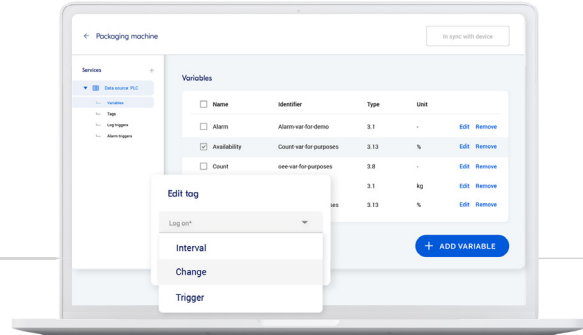 ← Packaging machine
In sync with device
Services +
Data source: PLC
Variables
Tags
Log triggers
Alarm triggers
Variables
Name Identifier Type Unit
Alarm Alarm-var-for-demo 3.1 - Edit Remove
Availability Count-var-for-purposes 3.13 % Edit Remove
Count oee-var-for-purposes 3.8 - Edit Remove
3.1 kg Edit Remove
3.13 % Edit Remove
Edit tag
Log on*
Interval
Change
Trigger
+ ADD VARIABLE